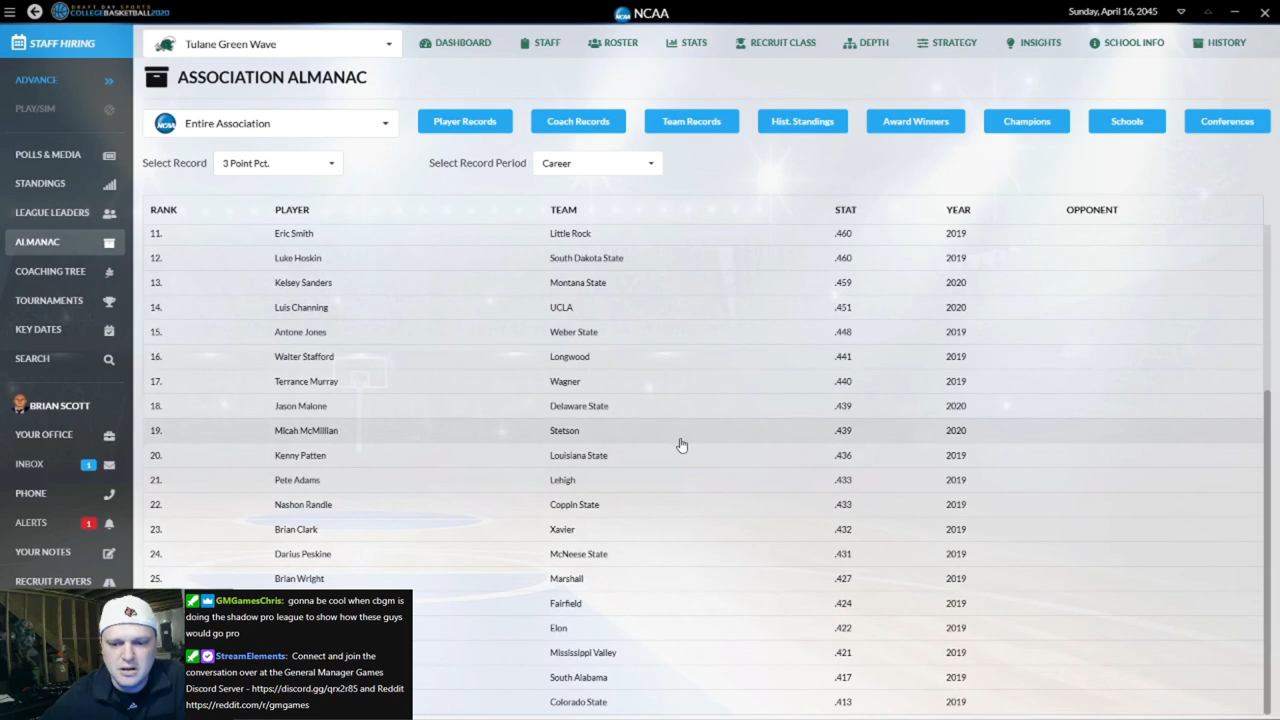 DRAFT DAY SPORTS
COLLEGE BASKETBALL 2020
NCAA
Sunday, April 16, 2045
STAFF HIRING
Tulane Green Wave
DASHBOARD
STAFF
ROSTER
STATS
RECRUIT CLASS
DEPTH
STRATEGY
INSIGHTS
SCHOOL INFO
HISTORY
ADVANCE
PLAY/SIM
POLLS & MEDIA
STANDINGS
LEAGUE LEADERS
ALMANAC
COACHING TREE
TOURNAMENTS
KEY DATES
SEARCH
BRIAN SCOTT
YOUR OFFICE
INBOX 1
PHONE
ALERTS 1
YOUR NOTES
RECRUIT PLAYERS
ASSOCIATION ALMANAC
NCAA Entire Association
Player Records
Coach Records
Team Records
Hist. Standings
Award Winners
Champions
Schools
Conferences
Select Record 3 Point Pct.
Select Record Period Career
RANK PLAYER TEAM STAT YEAR OPPONENT
11. Eric Smith Little Rock .460 2019
12. Luke Hoskin South Dakota State .460 2019
13. Kelsey Sanders Montana State .459 2020
14. Luis Channing UCLA .451 2020
15. Antone Jones Weber State .448 2019
16. Walter Stafford Longwood .441 2019
17. Terrance Murray Wagner .440 2019
18. Jason Malone Delaware State .439 2020
19. Micah McMillian Stetson .439 2020
20. Kenny Patten Louisiana State .436 2019
21. Pete Adams Lehigh .433 2019
22. Nashon Randle Coppin State .433 2019
23. Brian Clark Xavier .432 2019
24. Darius Peskine McNeese State .431 2019
25. Brian Wright Marshall .427 2019
Fairfield .424 2019
Elon .422 2019
Mississippi Valley .421 2019
South Alabama .417 2019
Colorado State .413 2019
GMGamesChris: gonna be cool when cbgm is
doing the shadow pro league to show how these guys
would go pro
StreamElements: Connect and join the
conversation over at the General Manager Games
Discord Server - https://discord.gg/qrx2r85 and Reddit
https://reddit.com/r/gmgames